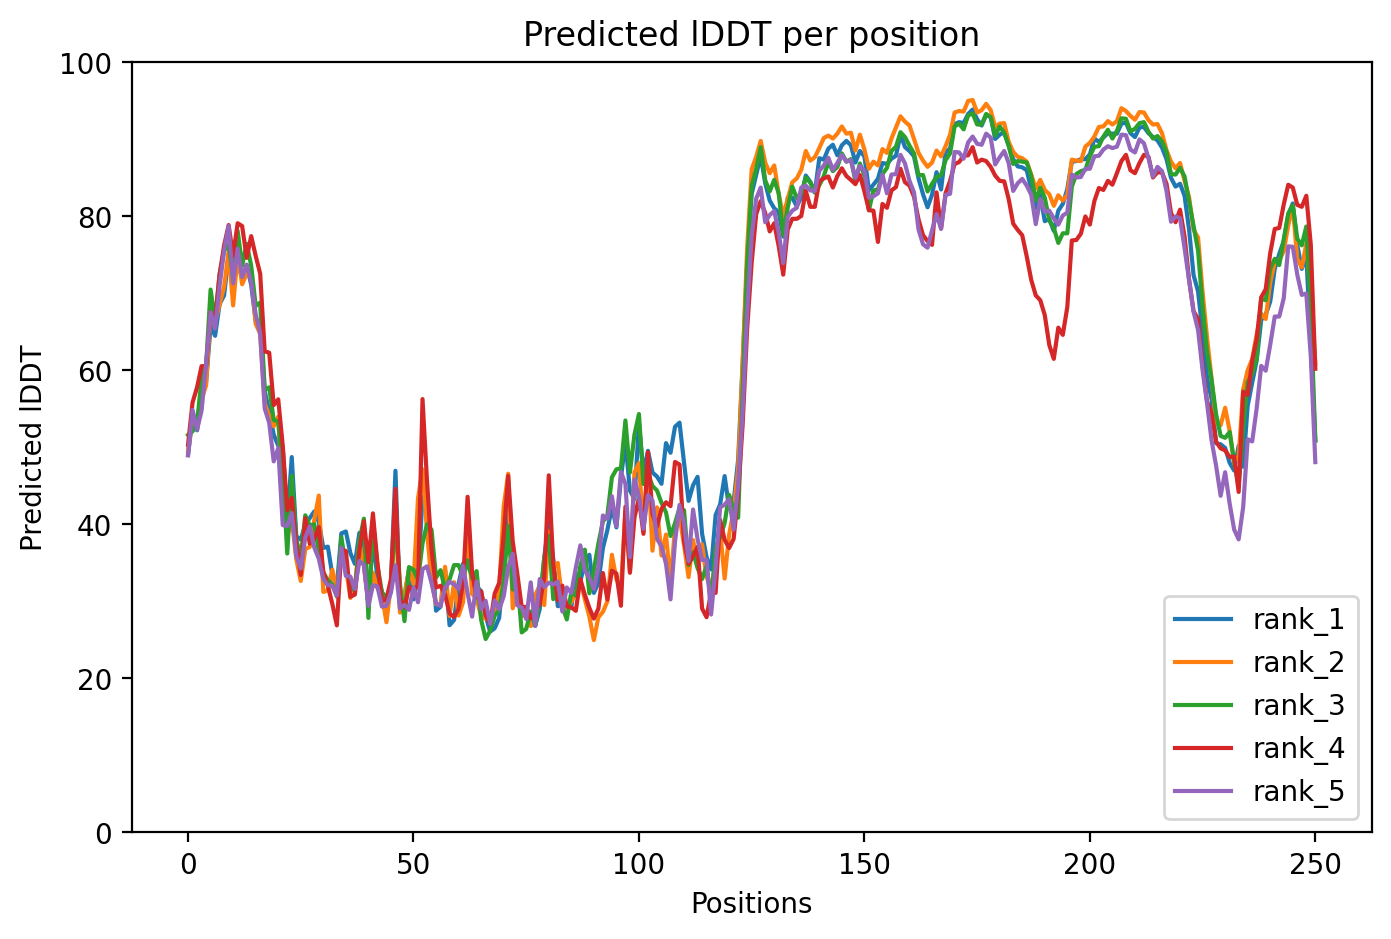 Predicted lDDT per position
Predicted lDDT
100
80
60
40
20
0
0 50 100 150 200 250
Positions
rank_1
rank_2
rank_3
rank_4
rank_5